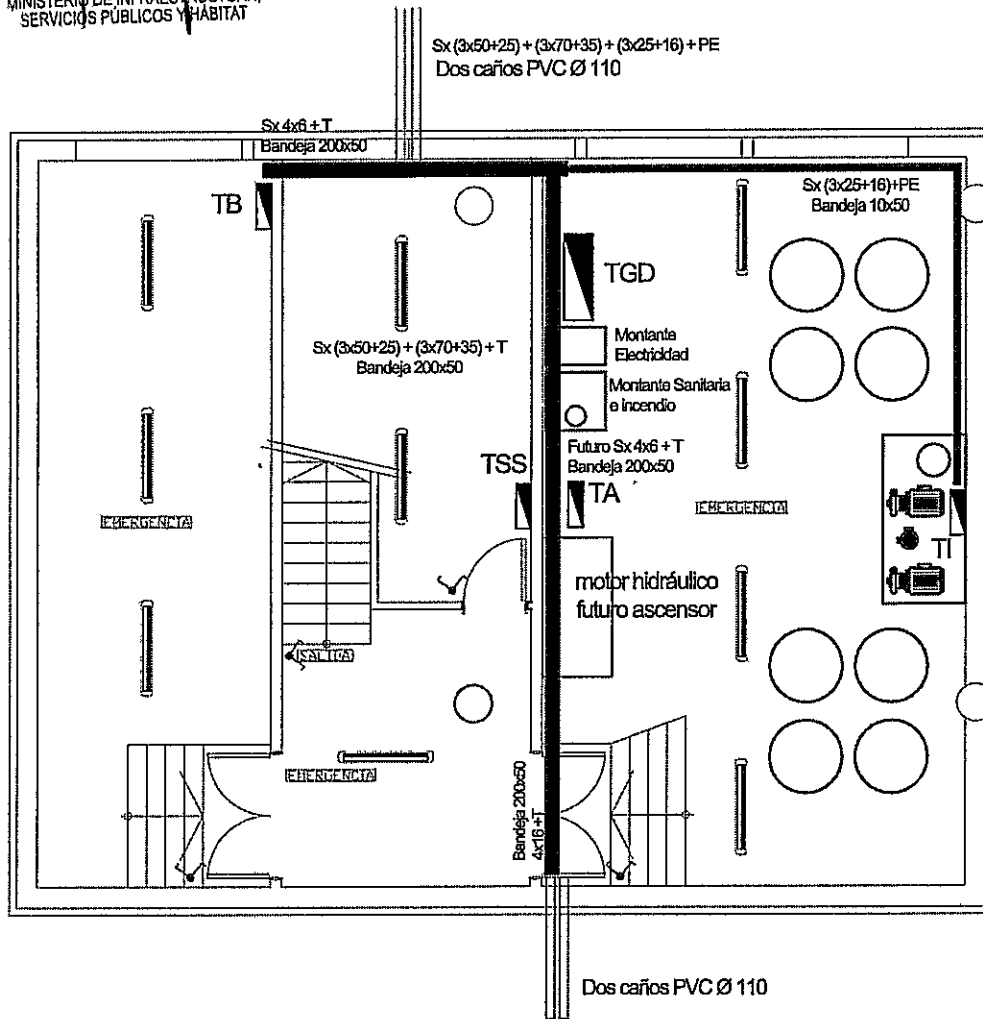 MINISTERIO DE INFRAESTRUCTURA,
SERVICIOS PÚBLICOS Y HÁBITAT
Sx (3x50+25) + (3x70+35) + (3x25+16) + PE
Dos caños PVC Ø 110
Sx 4x6 + T
Bandeja 200x50
TB
Sx (3x25+16)+PE
Bandeja 10x50
TGD
Montante
Electricidad
Sx (3x50+25) + (3x70+35) + T
Bandeja 200x50
Montante Sanitaria
e Incendio
Futuro Sx 4x6 + T
Bandeja 200x50
TSS
TA
EMERGENCIA
EMERGENCIA
TI
motor hidráulico
futuro ascensor
SALIDA
EMERGENCIA
Bandeja 200x50
4x16 +T
Dos caños PVC Ø 110